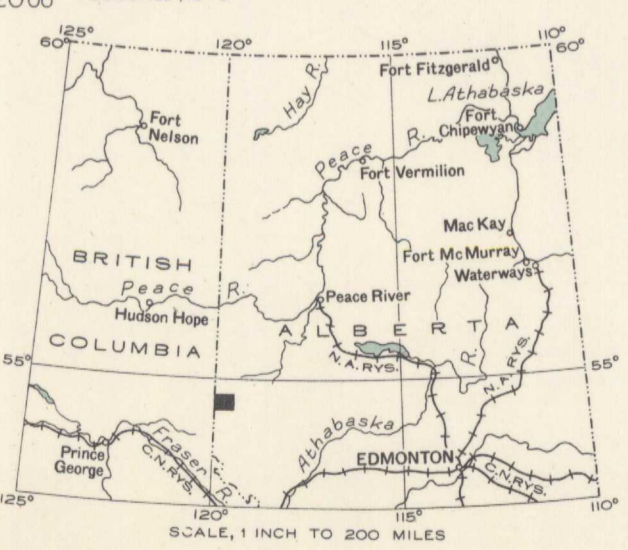 125°
120°
115°
110°
60°
60°
Fort Fitzgerald
Hay R.
L. Athabaska
Fort
Chipewyan
Fort
Nelson
Peace R.
Fort Vermilion
Mac Kay
Fort McMurray
Waterways
BRITISH
COLUMBIA
Peace R.
Hudson Hope
Peace River
ALBERTA
N.A. RYS.
R.
N.A. RYS.
55°
55°
Prince
George
Fraser R.
C.N. RYS.
Athabaska
EDMONTON
C.N. RYS.
125°
120°
115°
110°
SCALE, 1 INCH TO 200 MILES